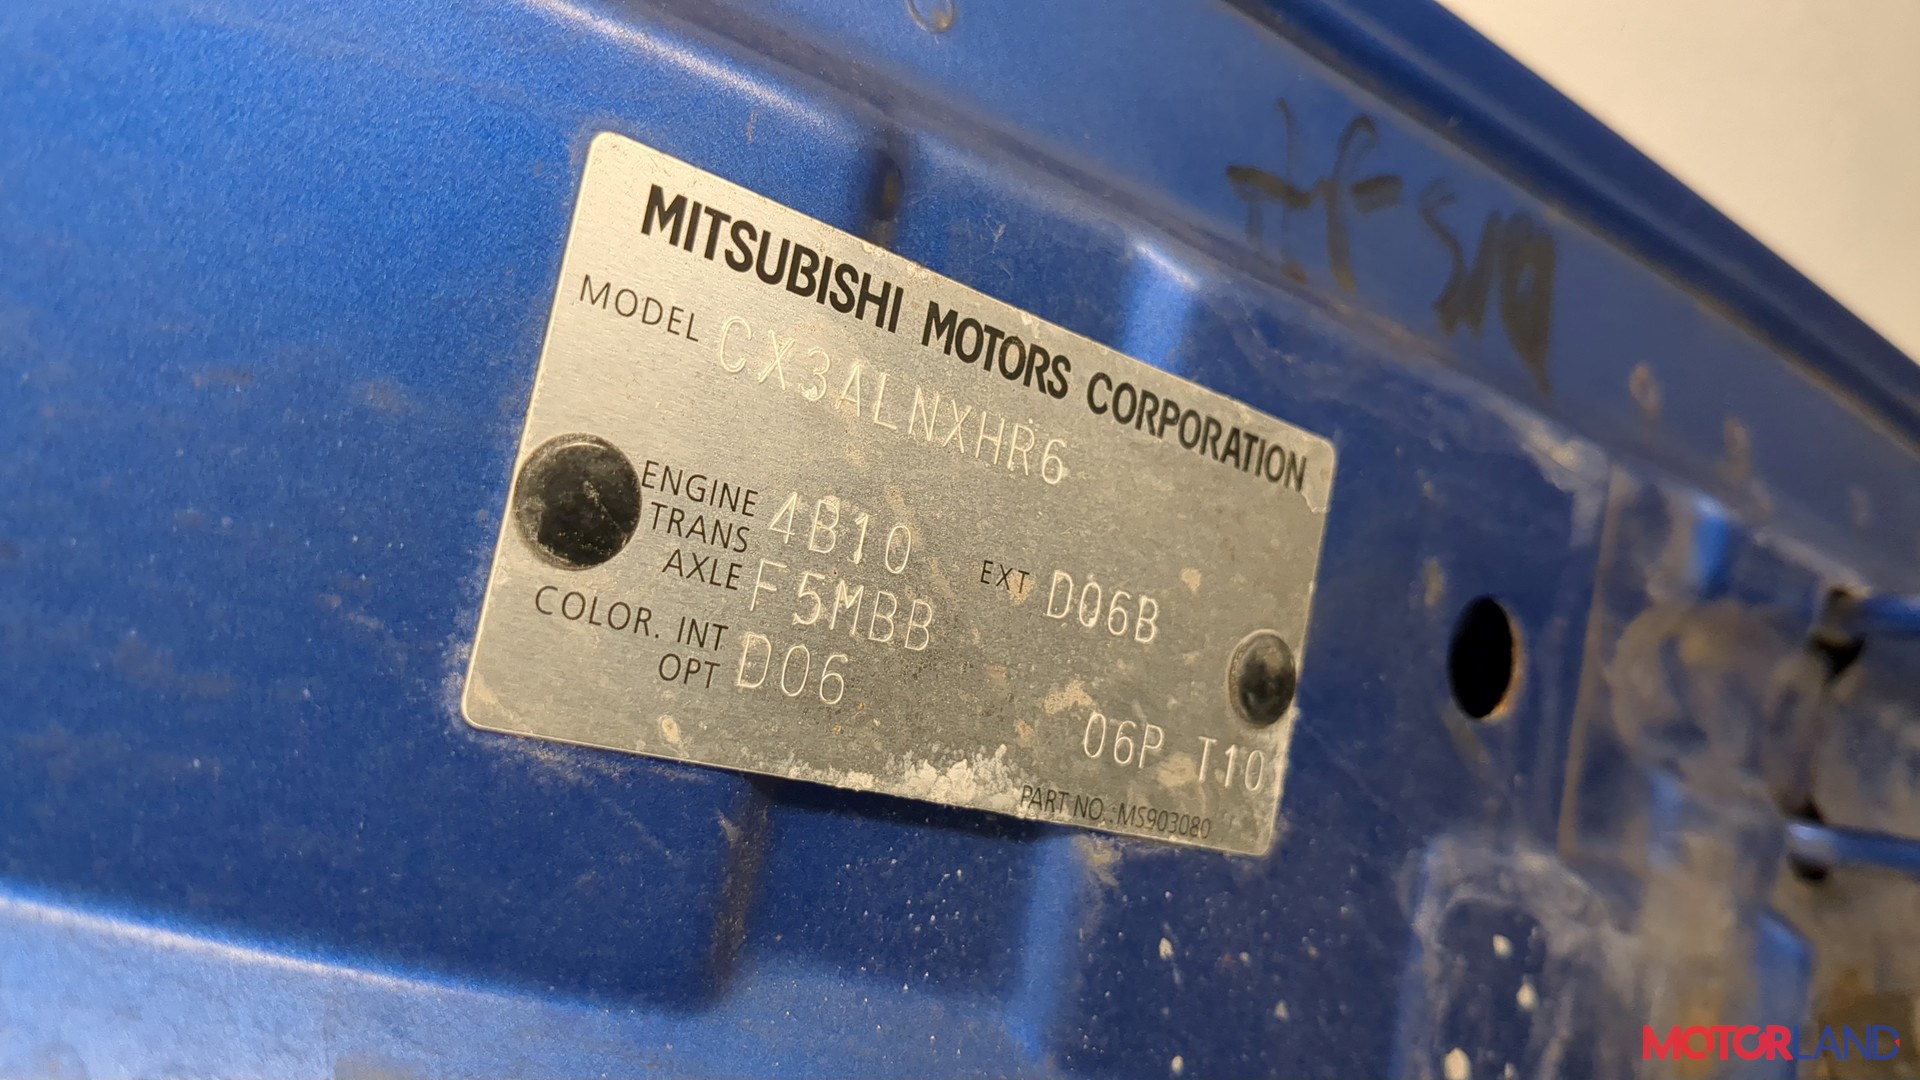 MITSUBISHI MOTORS CORPORATION
MODEL CX3ALNXHR6
ENGINE 4B10 EXT D06B
TRANS AXLE F5MBB
COLOR. INT D06
OPT 06P T10
PART NO.:MS903080
MOTORLAND